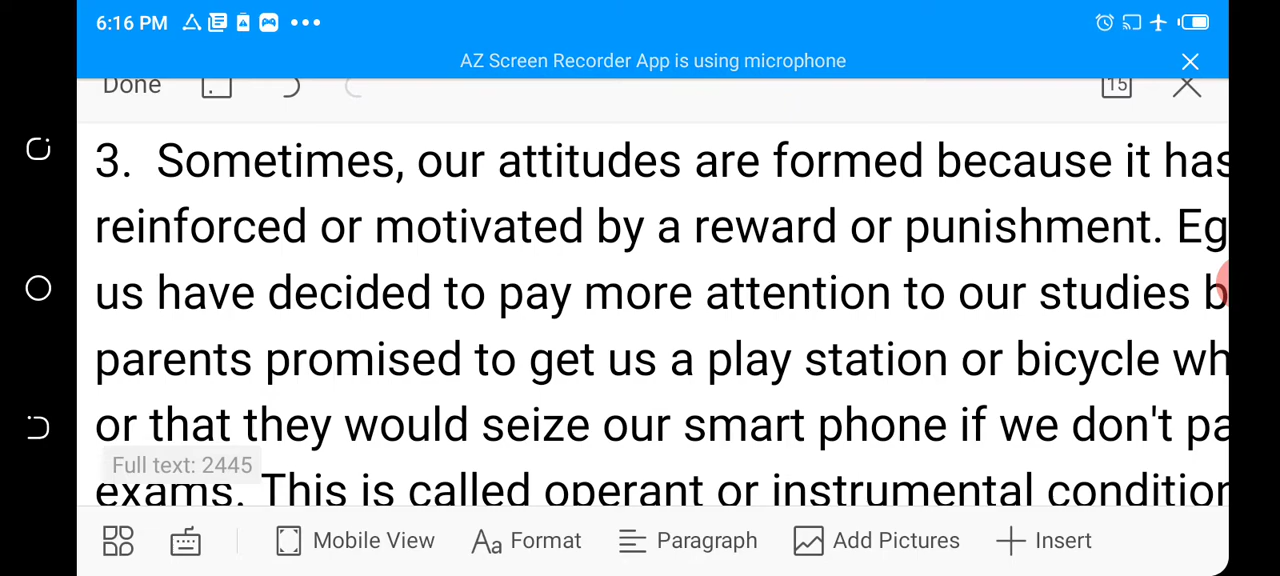 6:16 PM
AZ Screen Recorder App is using microphone
Done
15
3. Sometimes, our attitudes are formed because it has
reinforced or motivated by a reward or punishment. Eg
us have decided to pay more attention to our studies b
parents promised to get us a play station or bicycle wh
or that they would seize our smart phone if we don't pa
Full text: 2445
exams. This is called operant or instrumental condition
Mobile View
Aa Format
Paragraph
Add Pictures
Insert